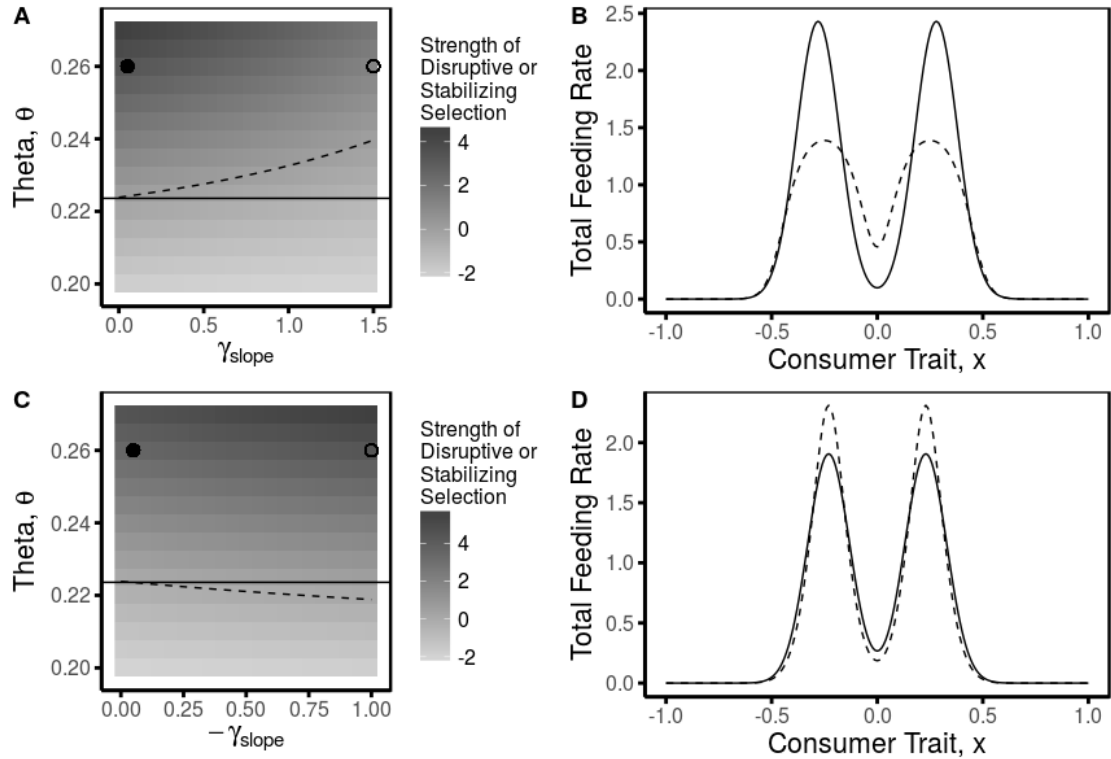 A
Theta, θ
0.26
0.24
0.22
0.20
0.0 0.5 1.0 1.5
γslope
Strength of
Disruptive or
Stabilizing
Selection
4
2
0
-2
B
Total Feeding Rate
2.5
2.0
1.5
1.0
0.5
0.0
-1.0 -0.5 0.0 0.5 1.0
Consumer Trait, x
C
Theta, θ
0.26
0.24
0.22
0.20
0.00 0.25 0.50 0.75 1.00
−γslope
Strength of
Disruptive or
Stabilizing
Selection
4
2
0
-2
D
Total Feeding Rate
2.0
1.5
1.0
0.5
0.0
-1.0 -0.5 0.0 0.5 1.0
Consumer Trait, x